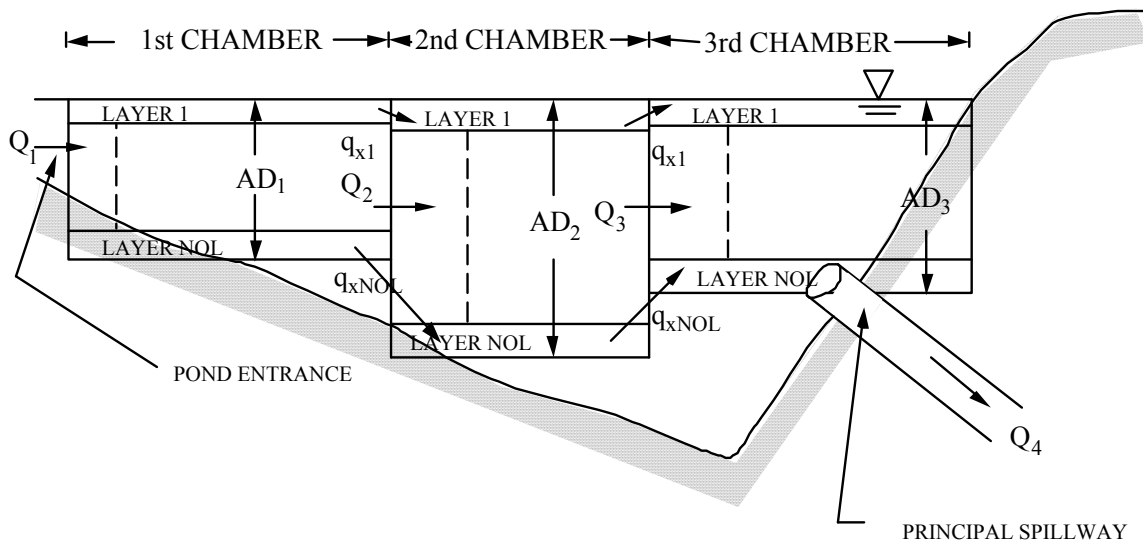 1st CHAMBER
2nd CHAMBER
3rd CHAMBER
LAYER 1
LAYER 1
LAYER 1
Q1
qx1
qx1
AD1
Q2
AD2
Q3
AD3
LAYER NOL
LAYER NOL
qxNOL
qxNOL
LAYER NOL
POND ENTRANCE
Q4
PRINCIPAL SPILLWAY